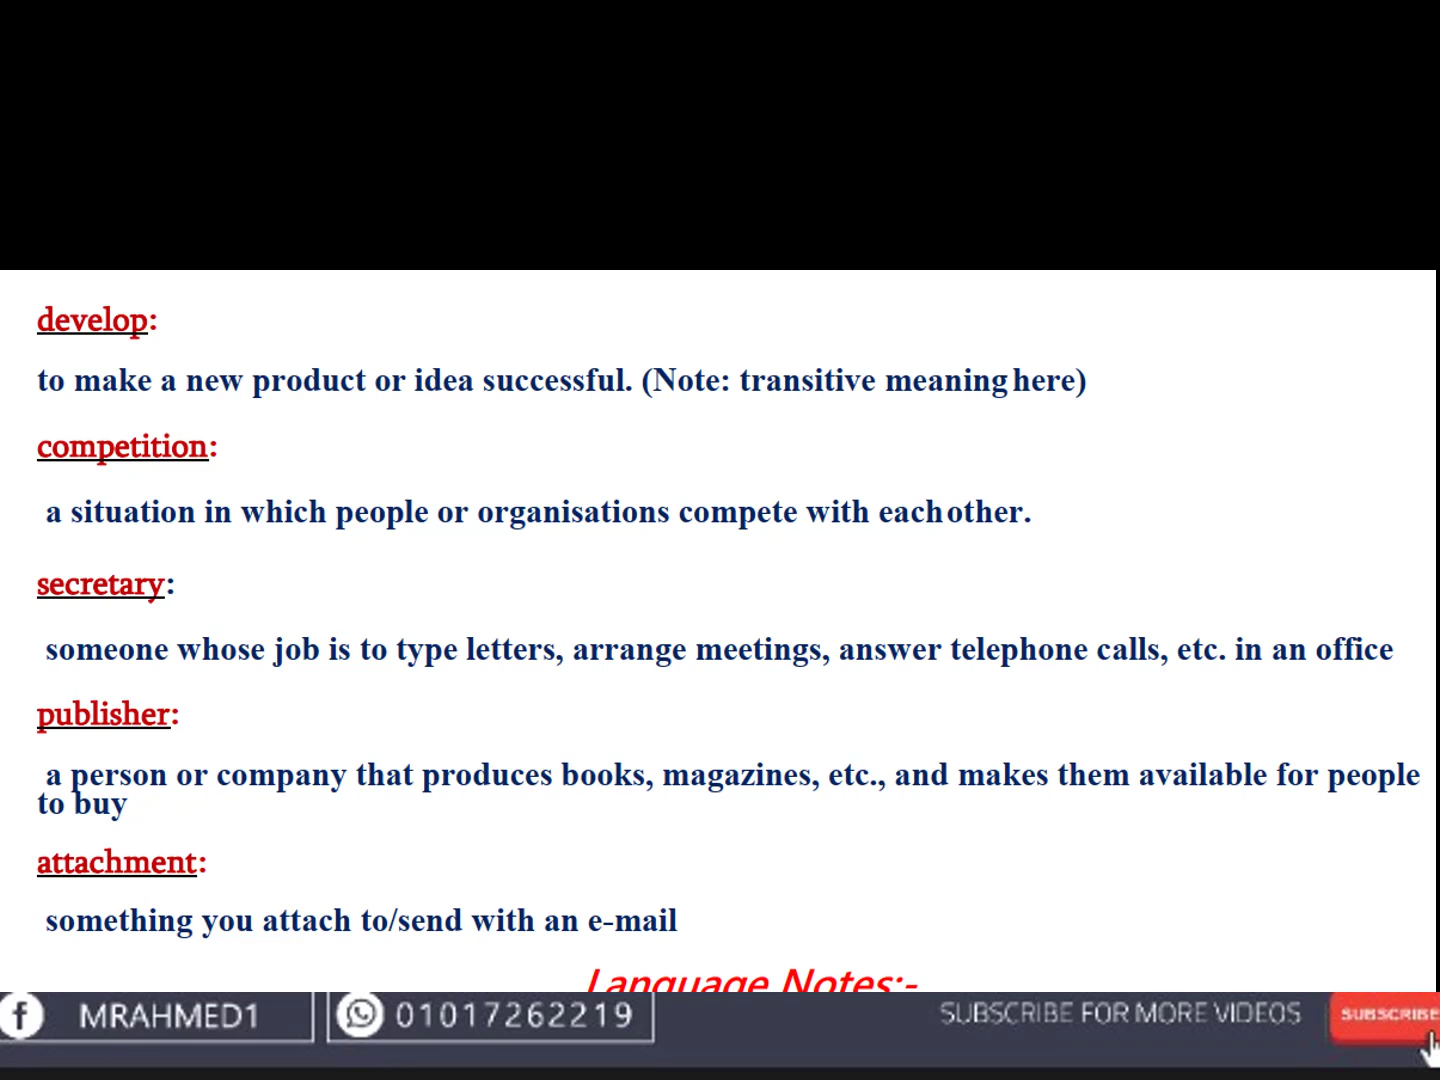 develop:
to make a new product or idea successful. (Note: transitive meaning here)
competition:
a situation in which people or organisations compete with each other.
secretary:
someone whose job is to type letters, arrange meetings, answer telephone calls, etc. in an office
publisher:
a person or company that produces books, magazines, etc., and makes them available for people
to buy
attachment:
something you attach to/send with an e-mail
Language Notes:-
MRAHMED1 01017262219 SUBSCRIBE FOR MORE VIDEOS SUBSCRIBE